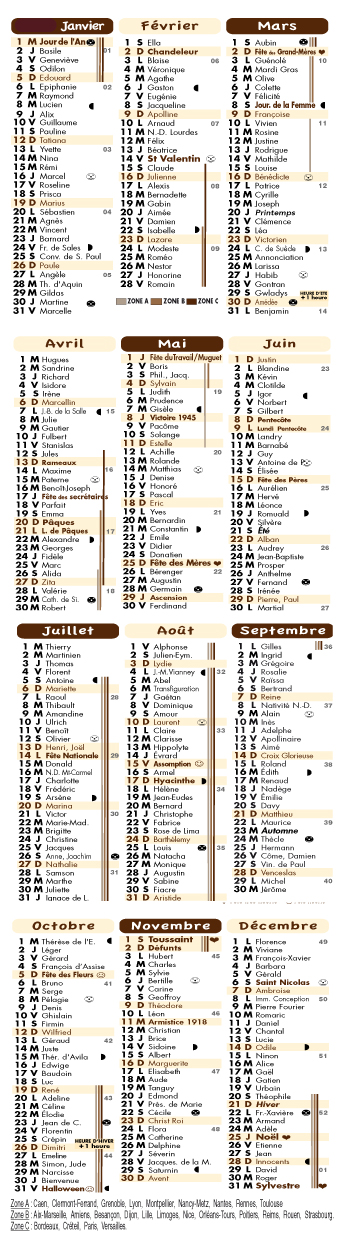 Janvier
1 M Jour de l'An
2 J Basile 01
3 V Geneviève
4 S Odilon
5 D Edouard
6 L Epiphanie 02
7 M Raymond
8 M Lucien
9 J Alix
10 V Guillaume
11 S Pauline
12 D Tatiana
13 L Yvette 03
14 M Nina
15 M Rémi
16 J Marcel
17 V Roseline
18 S Prisca
19 D Marius
20 L Sébastien 04
21 M Agnès
22 M Vincent
23 J Barnard
24 V Fr. de Sales
25 S Conv. de S. Paul
26 D Paule
27 L Angèle 05
28 M Th. d'Aquin
29 M Gildas
30 J Martine
31 V Marcelle
Février
1 S Ella
2 D Chandeleur
3 L Blaise 06
4 M Véronique
5 M Agathe
6 J Gaston
7 V Eugénie
8 S Jacqueline
9 D Apolline
10 L Arnaud 07
11 M N.-D. Lourdes
12 M Félix
13 J Béatrice
14 V St Valentin
15 S Claude
16 D Julienne
17 L Alexis 08
18 M Bernadette
19 M Gabin
20 J Aimée
21 V Damien
22 S Isabelle
23 D Lazare
24 L Modeste 09
25 M Roméo
26 M Nestor
27 J Honorine
28 V Romain
ZONE A ZONE B ZONE C
Mars
1 S Aubin
2 D Fête des Grand-Mères
3 L Guénolé 10
4 M Mardi Gras
5 M Olive
6 J Colette
7 V Félicité
8 S Jour. de la Femme
9 D Françoise
10 L Vivien 11
11 M Rosine
12 M Justine
13 J Rodrigue
14 V Mathilde
15 S Louise
16 D Bénédicte
17 L Patrice 12
18 M Cyrille
19 M Joseph
20 J Printemps
21 V Clémence
22 S Léa
23 D Victorien
24 L C. de Suède 13
25 M Annonciation
26 M Larissa
27 J Habib
28 V Gontran
29 S Gwladys HEURE D'ETE
30 D Amédée +1 heure
31 L Benjamin 14
Avril
1 M Hugues
2 M Sandrine
3 J Richard
4 V Isidore
5 S Irène
6 D Marcellin
7 L J.-B. de la Salle 15
8 M Julie
9 M Gautier
10 J Fulbert
11 V Stanislas
12 S Jules
13 D Rameaux
14 L Maxime 16
15 M Paterne
16 M Benoît-Joseph
17 J Fête des secrétaires
18 V Parfait
19 S Emma
20 D Pâques
21 L L. de Pâques 17
22 M Alexandre
23 M Georges
24 J Fidèle
25 V Marc
26 S Alida
27 D Zita
28 L Valérie 18
29 M Cath. de Si.
30 M Robert
Mai
1 J Fête du Travail/Muguet
2 V Boris
3 S Phil., Jacq.
4 D Sylvain
5 L Judith 19
6 M Prudence
7 M Gisèle
8 J Victoire 1945
9 V Pacôme
10 S Solange
11 D Estelle
12 L Achille 20
13 M Rolande
14 M Matthias
15 J Denise
16 V Honoré
17 S Pascal
18 D Eric
19 L Yves 21
20 M Bernardin
21 M Constantin
22 J Emile
23 V Didier
24 S Donatien
25 D Fête des Mères
26 L Bérenger 22
27 M Augustin
28 M Germain
29 J Ascension
30 V Ferdinand
Juin
1 D Justin
2 L Blandine 23
3 M Kévin
4 M Clotilde
5 J Igor
6 V Norbert
7 S Gilbert
8 D Pentecôte
9 L Lundi Pentecôte 24
10 M Landry
11 M Barnabé
12 J Guy
13 V Antoine de P.
14 S Élisée
15 D Fête des Pères
16 L Aurélien 25
17 M Hervé
18 M Léonce
19 J Romuald
20 V Silvère
21 S Été
22 D Alban
23 L Audrey 26
24 M Jean-Baptiste
25 M Prosper
26 J Anthelme
27 V Fernand
28 S Irénée
29 D Pierre, Paul
30 L Martial 27
Juillet
1 M Thierry
2 M Martinien
3 J Thomas
4 V Florent
5 S Antoine
6 D Mariette
7 L Raoul 28
8 M Thibault
9 M Amandine
10 J Ulrich
11 V Benoît
12 S Olivier
13 D Henri, Joël
14 L Fête Nationale 29
15 M Donald
16 M N.D. Mt-Carmel
17 J Charlotte
18 V Frédéric
19 S Arsène
20 D Marina
21 L Victor 30
22 M Marie-Mad.
23 M Brigitte
24 J Christine
25 V Jacques
26 S Anne, Joachim
27 D Nathalie
28 L Samson 31
29 M Marthe
30 M Juliette
31 J Ignace de L.
Août
1 V Alphonse
2 S Julien-Eym.
3 D Lydie
4 L J.-M. Vianney 32
5 M Abel
6 M Transfiguration
7 J Gaëtan
8 V Dominique
9 S Amour
10 D Laurent
11 L Claire 33
12 M Clarisse
13 M Hippolyte
14 J Évrard
15 V Assomption
16 S Armel
17 D Hyacinthe
18 L Hélène 34
19 M Jean-Eudes
20 M Bernard
21 J Christophe
22 V Fabrice
23 S Rose de Lima
24 D Barthélemy
25 L Louis 35
26 M Natacha
27 M Monique
28 J Augustin
29 V Sabine
30 S Fiacre
31 D Aristide
Septembre
1 L Gilles 36
2 M Ingrid
3 M Grégoire
4 J Rosalie
5 V Raïssa
6 S Bertrand
7 D Reine
8 L Nativité N.-D. 37
9 M Alain
10 M Inès
11 J Adelphe
12 V Apollinaire
13 S Aimé
14 D Croix Glorieuse
15 L Roland 38
16 M Édith
17 M Renaud
18 J Nadège
19 V Émilie
20 S Davy
21 D Matthieu
22 L Maurice 39
23 M Automne
24 M Thècle
25 J Hermann
26 V Côme, Damien
27 S Vin. de Paul
28 D Venceslas
29 L Michel 40
30 M Jérôme
Octobre
1 M Thérèse de l'E.
2 J Léger
3 V Gérard
4 S François d'Assise
5 D Fête des Fleurs
6 L Bruno 41
7 M Serge
8 M Pélagie
9 J Denis
10 V Ghislain
11 S Firmin
12 D Wilfried
13 L Géraud 42
14 M Juste
15 M Thér. d'Avila
16 J Edwige
17 V Baudoin
18 S Luc
19 D René
20 L Adeline 43
21 M Céline
22 M Élodie
23 J Jean de C.
24 V Florentin
25 S Crépin HEURE D'HIVER
26 D Dimitri +1 heure
27 L Emeline 44
28 M Simon, Jude
29 M Narcisse
30 J Bienvenu
31 V Halloween
Novembre
1 S Toussaint
2 D Défunts
3 L Hubert 45
4 M Charles
5 M Sylvie
6 J Bertille
7 V Carine
8 S Geoffroy
9 D Théodore
10 L Léon 46
11 M Armistice 1918
12 M Christian
13 J Brice
14 V Sidoine
15 S Albert
16 D Marguerite
17 L Elisabeth 47
18 M Aude
19 M Tanguy
20 J Edmond
21 V Prés. de Marie
22 S Cécile
23 D Christ Roi
24 L Flora 48
25 M Catherine
26 M Delphine
27 J Séverin
28 V Jacques. de la M.
29 S Saturnin
30 D Avent
Décembre
1 L Florence 49
2 M Viviane
3 M François-Xavier
4 J Barbara
5 V Gérald
6 S Saint Nicolas
7 D Ambroise
8 L Imm. Conception 50
9 M Pierre Fourier
10 M Romaric
11 J Daniel
12 V Chantal
13 S Lucie
14 D Odile
15 L Ninon 51
16 M Alice
17 M Gaël
18 J Gatien
19 V Urbain
20 S Théophile
21 D Hiver
22 L Fr.-Xavière 52
23 M Armand
24 M Adèle
25 J Noël
26 V Etienne
27 S Jean
28 D Innocents
29 L David 01
30 M Roger
31 M Sylvestre
Zone A : Caen, Clermont-Ferrand, Grenoble, Lyon, Montpellier, Nancy-Metz, Nantes, Rennes, Toulouse
Zone B : Aix-Marseille, Amiens, Besançon, Dijon, Lille, Limoges, Nice, Orléans-Tours, Poitiers, Reims, Rouen, Strasbourg.
Zone C : Bordeaux, Créteil, Paris, Versailles.